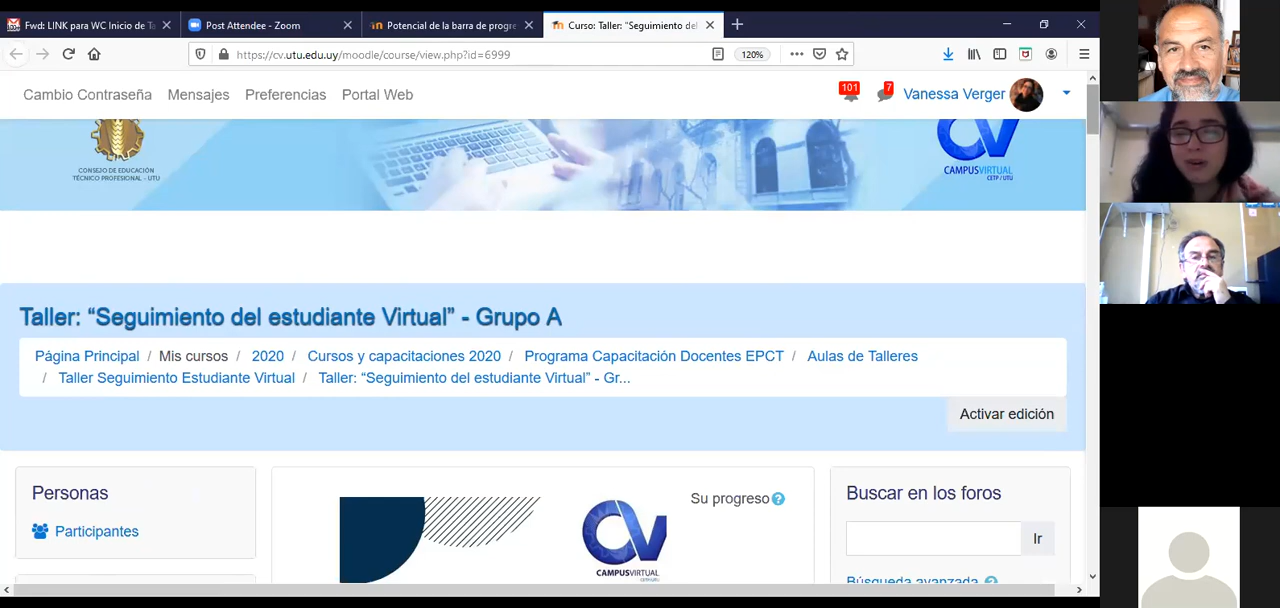 Fwd: LINK para WC Inicio de Ta
Post Attendee - Zoom
Potencial de la barra de progre
Curso: Taller: “Seguimiento del
https://cv.utu.edu.uy/moodle/course/view.php?id=6999
120%
Cambio Contraseña Mensajes Preferencias Portal Web
101
7
Vanessa Verger
CONSEJO DE EDUCACIÓN
TÉCNICO PROFESIONAL - UTU
CV
CAMPUSVIRTUAL
CETP / UTU
Taller: “Seguimiento del estudiante Virtual” - Grupo A
Página Principal / Mis cursos / 2020 / Cursos y capacitaciones 2020 / Programa Capacitación Docentes EPCT / Aulas de Talleres
/ Taller Seguimiento Estudiante Virtual / Taller: “Seguimiento del estudiante Virtual” - Gr...
Activar edición
Personas
Participantes
Su progreso
CV
CAMPUSVIRTUAL
CETP/UTU
Buscar en los foros
Ir
Búsqueda avanzada